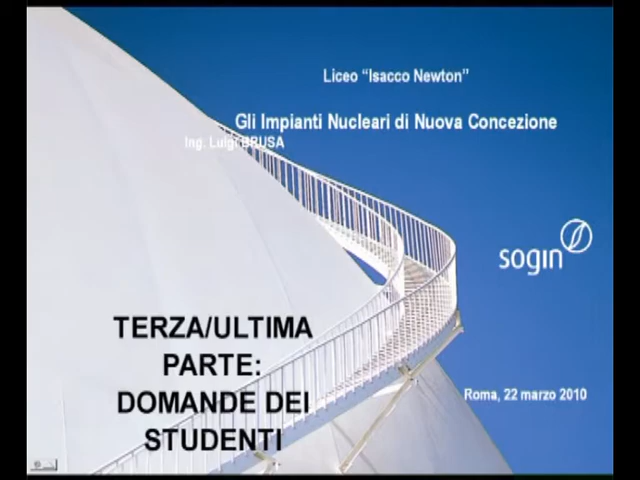 Liceo “Isacco Newton”
Gli Impianti Nucleari di Nuova Concezione
Ing. Luigi BRUSA
sogin
TERZA/ULTIMA
PARTE:
DOMANDE DEI
STUDENTI
Roma, 22 marzo 2010